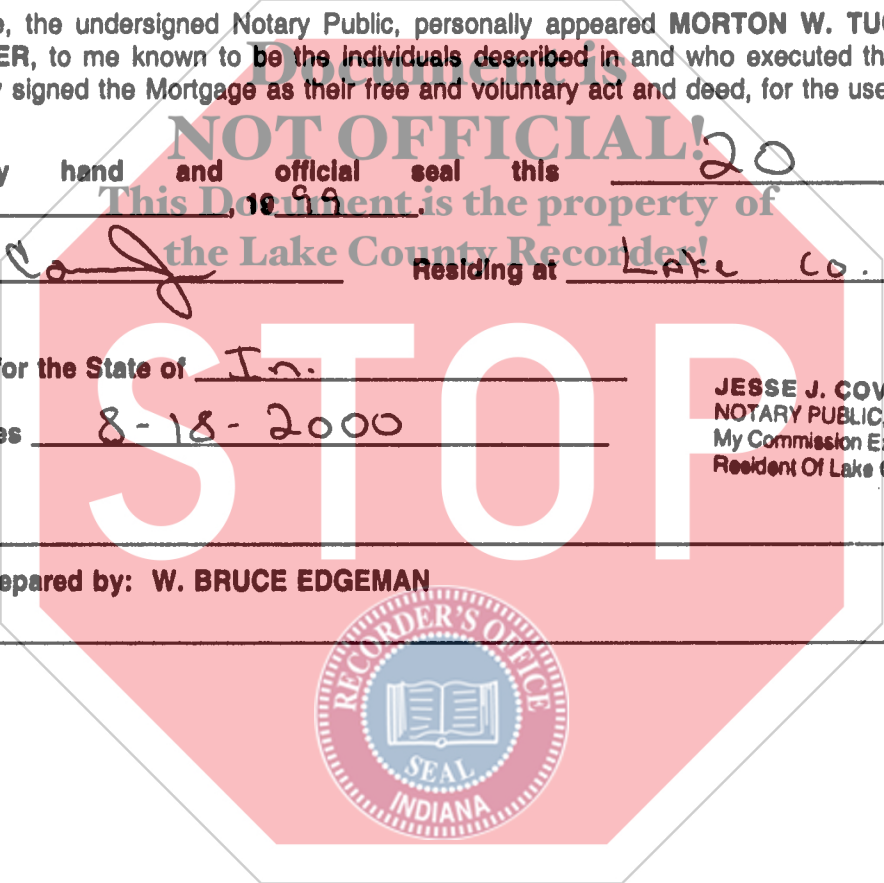 e, the undersigned Notary Public, personally appeared MORTON W. TUC
ER, to me known to be the individuals described in and who executed th
y signed the Mortgage as their free and voluntary act and deed, for the use
Document is
NOT OFFICIAL!
This Document is the property of
the Lake County Recorder!
y hand and official seal this 20
, 19 99 .
Residing at Lake Co.
for the State of In.
es 8-18-2000
JESSE J. COV
NOTARY PUBLIC,
My Commission Ex
Resident Of Lake C
STOP
epared by: W. BRUCE EDGEMAN
RECORDER'S OFFICE
SEAL
INDIANA